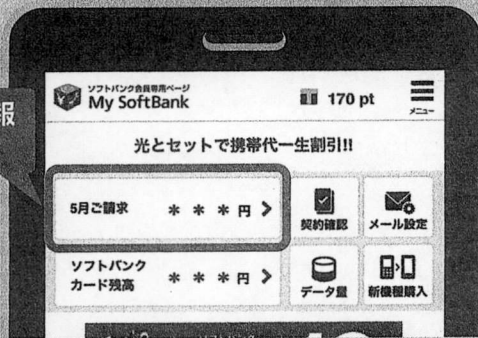 報
ソフトバンク会員専用ページ
My SoftBank
170 pt
メニュー
光とセットで携帯代一生割引!!
5月ご請求 ＊ ＊ ＊ 円 >
契約確認
メール設定
ソフトバンク
カード残高 ＊ ＊ ＊ 円 >
データ量
新機種購入